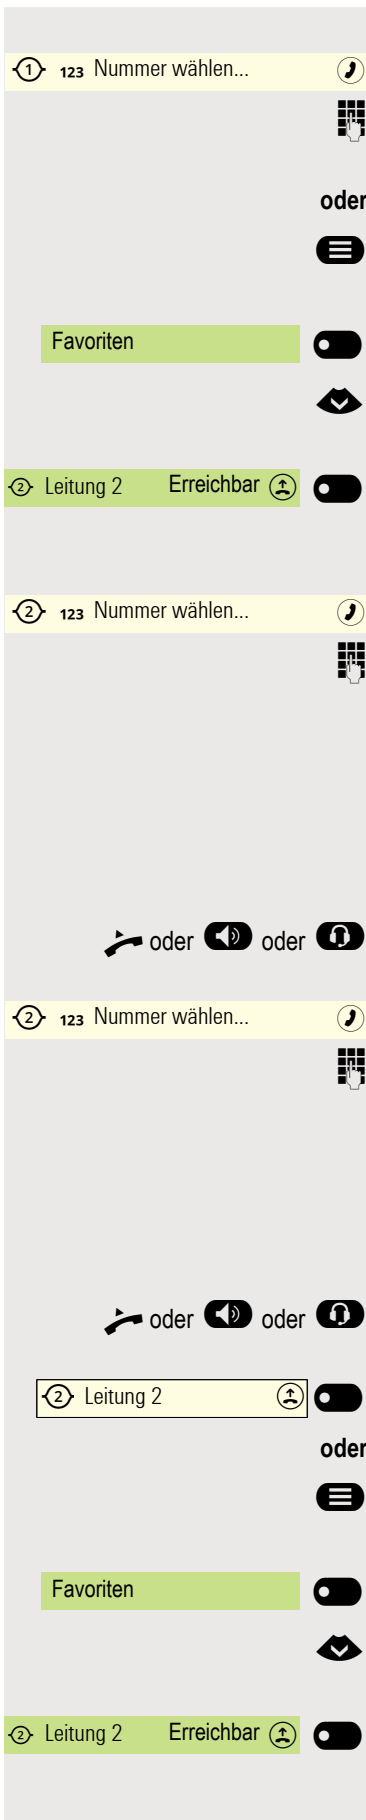 1 123 Nummer wählen...
oder
Favoriten
2 Leitung 2 Erreichbar
2 123 Nummer wählen...
oder oder
2 123 Nummer wählen...
oder oder
2 Leitung 2
oder
Favoriten
2 Leitung 2 Erreichbar